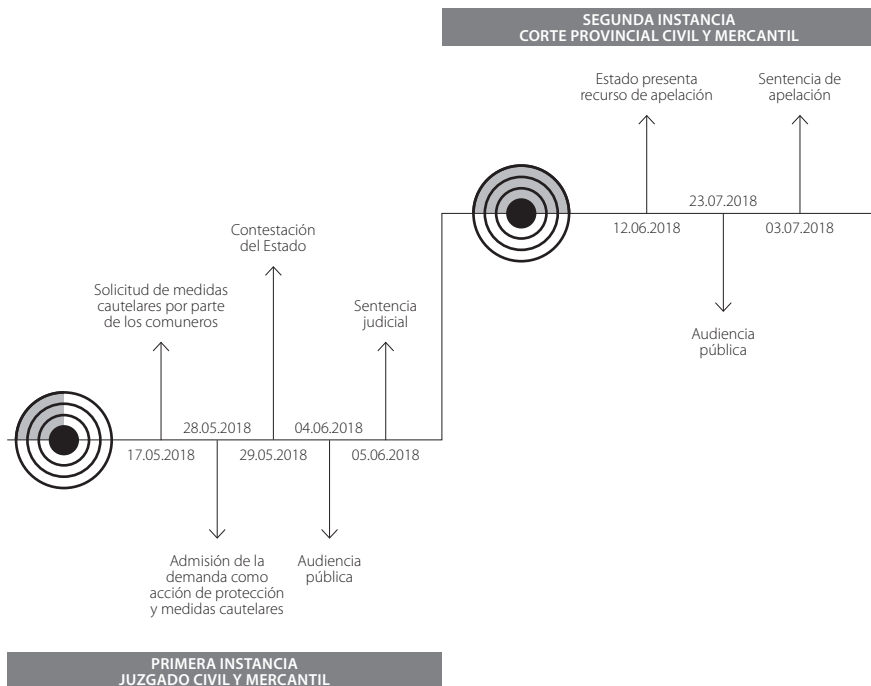 SEGUNDA INSTANCIA
CORTE PROVINCIAL CIVIL Y MERCANTIL
Estado presenta
recurso de apelación
Sentencia de
apelación
23.07.2018
12.06.2018
03.07.2018
Audiencia
pública
Contestación
del Estado
Solicitud de medidas
cautelares por parte
de los comuneros
Sentencia
judicial
28.05.2018
04.06.2018
17.05.2018
29.05.2018
05.06.2018
Admisión de la
demanda como
acción de protección
y medidas cautelares
Audiencia
pública
PRIMERA INSTANCIA
JUZGADO CIVIL Y MERCANTIL